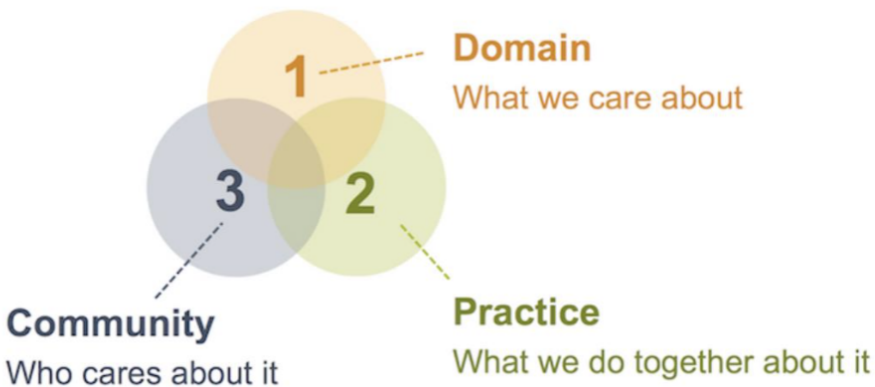 1
Domain
What we care about
3
2
Community
Who cares about it
Practice
What we do together about it